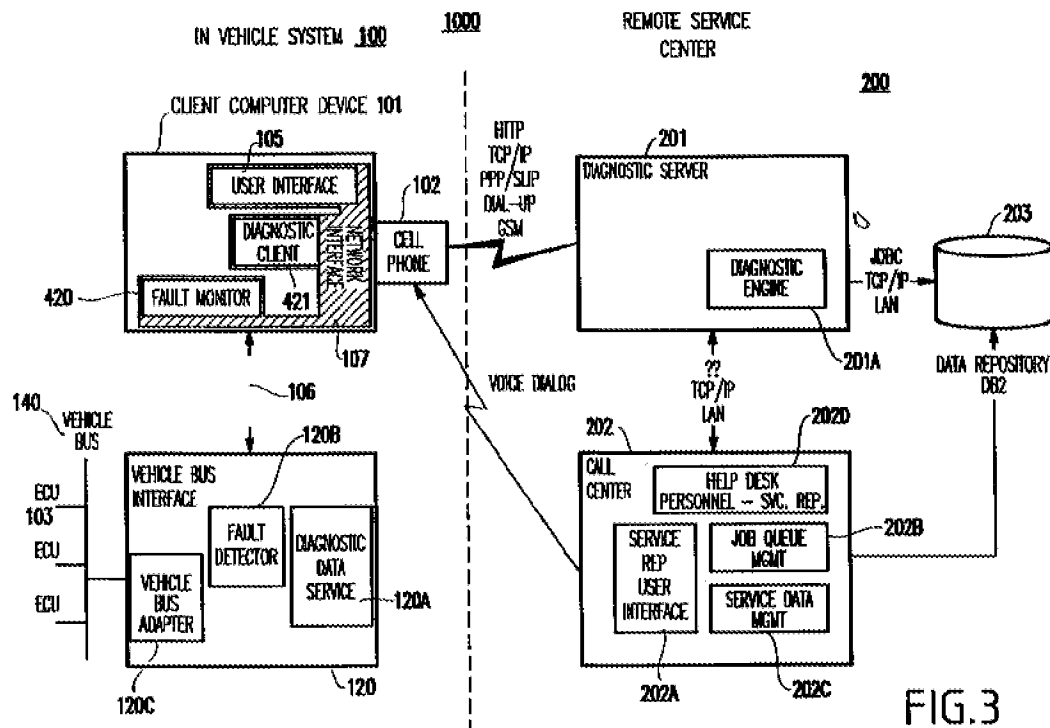 IN VEHICLE SYSTEM 100
1000
REMOTE SERVICE
CENTER
200
CLIENT COMPUTER DEVICE 101
105
USER INTERFACE
DIAGNOSTIC
CLIENT
NETWORK
INTERFACE
420
FAULT MONITOR
421
107
102
CELL
PHONE
HTTP
TCP/IP
PPP/SLIP
DIAL-UP
GSM
201
DIAGNOSTIC SERVER
DIAGNOSTIC
ENGINE
201A
JDBC
TCP/IP
LAN
203
DATA REPOSITORY
DB2
106
VOICE DIALOG
??
TCP/IP
LAN
140
VEHICLE
BUS
ECU
103
ECU
ECU
VEHICLE BUS
INTERFACE
120B
FAULT
DETECTOR
DIAGNOSTIC
DATA
SERVICE
120A
VEHICLE
BUS
ADAPTER
120C
120
202
CALL
CENTER
202D
HELP DESK
PERSONNEL - SVC. REP.
SERVICE
REP
USER
INTERFACE
JOB QUEUE
MGMT
202B
SERVICE DATA
MGMT
202A
202C
FIG.3